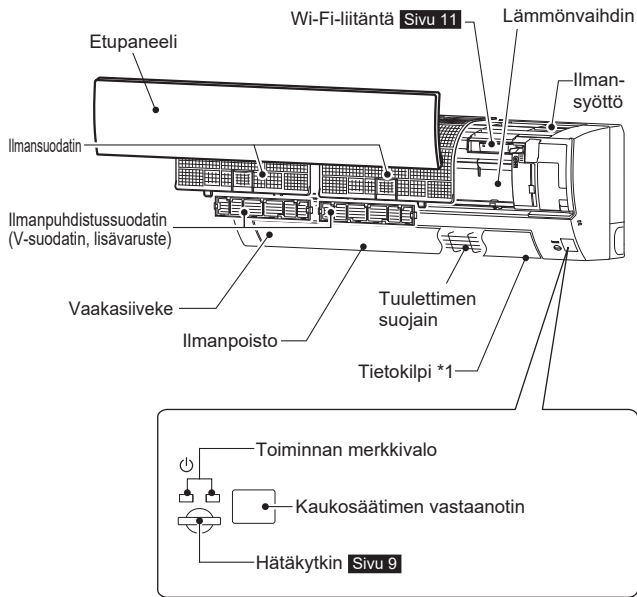 Wi-Fi-liitäntä Sivu 11
Lämmönvaihdin
Etupaneeli
Ilman-
syöttö
Ilmansuodatin
Ilmanpuhdistussuodatin
(V-suodatin, lisävaruste)
Vaakasiiveke
Tuulettimen
suojain
Ilmanpoisto
Tietokilpi *1
Toiminnan merkkivalo
Kaukosäätimen vastaanotin
Hätäkytkin Sivu 9